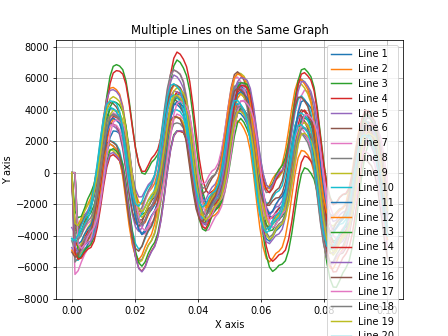 Multiple Lines on the Same Graph
8000
6000
4000
2000
0
−2000
−4000
−6000
−8000
Y axis
0.00
0.02
0.04
0.06
X axis
Line 1
Line 2
Line 3
Line 4
Line 5
Line 6
Line 7
Line 8
Line 9
Line 10
Line 11
Line 12
Line 13
Line 14
Line 15
Line 16
Line 17
Line 18
Line 19
Line 20